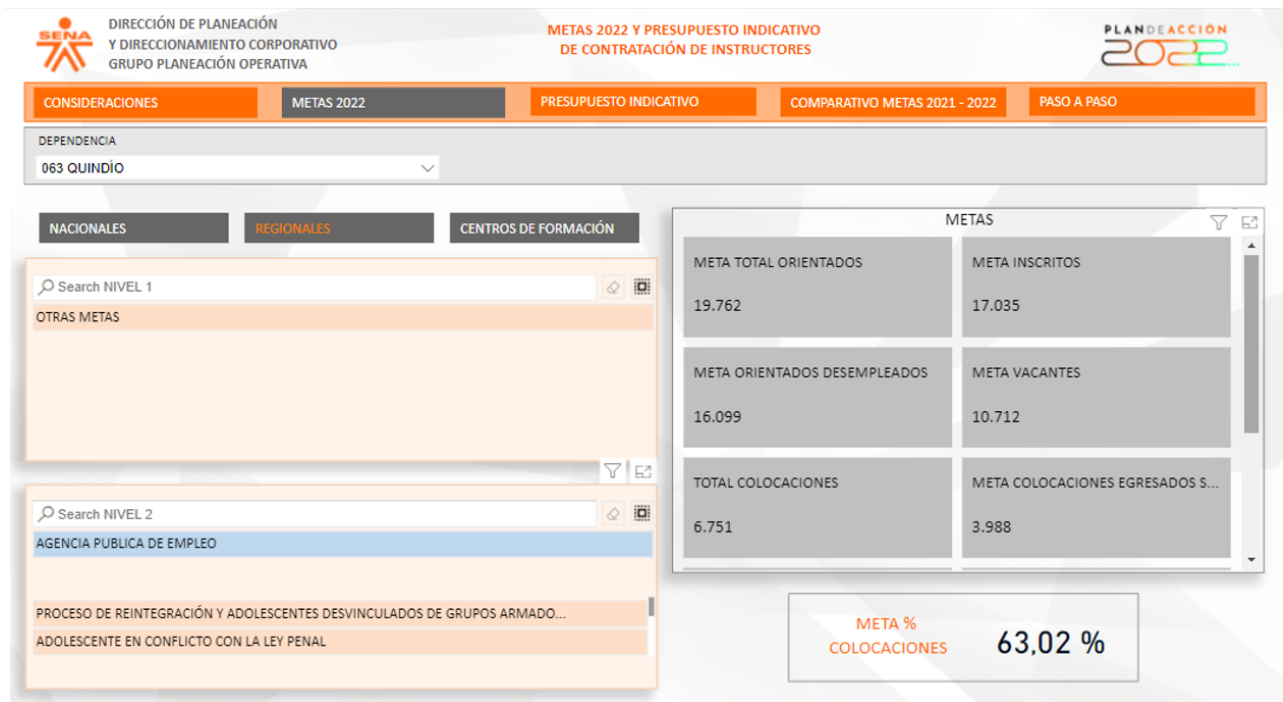 SENA
DIRECCIÓN DE PLANEACIÓN
Y DIRECCIONAMIENTO CORPORATIVO
GRUPO PLANEACIÓN OPERATIVA
METAS 2022 Y PRESUPUESTO INDICATIVO
DE CONTRATACIÓN DE INSTRUCTORES
PLANDEACCIÓN
2022...
CONSIDERACIONES
METAS 2022
PRESUPUESTO INDICATIVO
COMPARATIVO METAS 2021 - 2022
PASO A PASO
DEPENDENCIA
063 QUINDÍO
NACIONALES
REGIONALES
CENTROS DE FORMACIÓN
Search NIVEL 1
OTRAS METAS
Search NIVEL 2
AGENCIA PUBLICA DE EMPLEO
PROCESO DE REINTEGRACIÓN Y ADOLESCENTES DESVINCULADOS DE GRUPOS ARMADO...
ADOLESCENTE EN CONFLICTO CON LA LEY PENAL
METAS
META TOTAL ORIENTADOS
19.762
META INSCRITOS
17.035
META ORIENTADOS DESEMPLEADOS
16.099
META VACANTES
10.712
TOTAL COLOCACIONES
6.751
META COLOCACIONES EGRESADOS S...
3.988
META %
COLOCACIONES
63,02 %